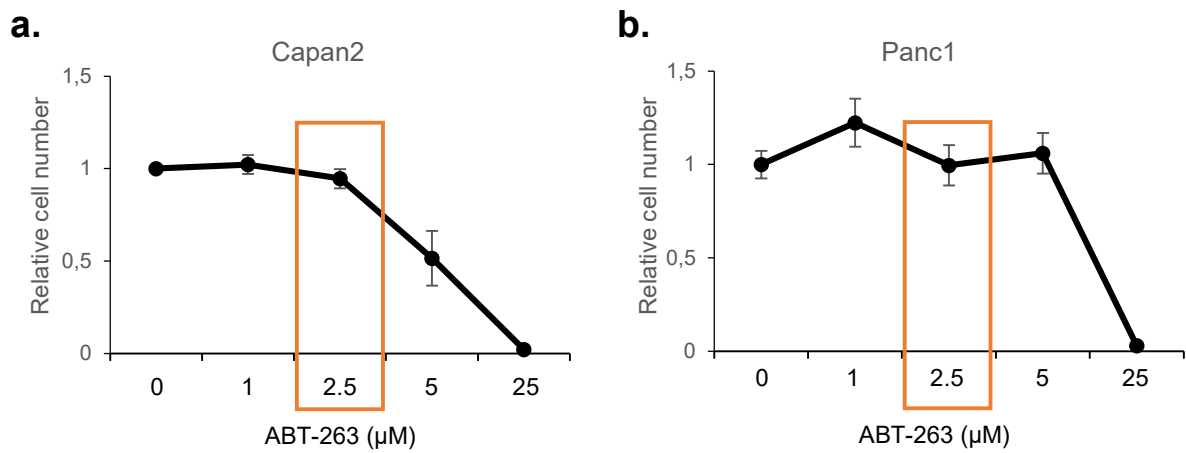 a.
Capan2
Relative cell number
1,5
1
0,5
0
0 1 2.5 5 25
ABT-263 (µM)
b.
Panc1
Relative cell number
1,5
1
0,5
0
0 1 2.5 5 25
ABT-263 (µM)